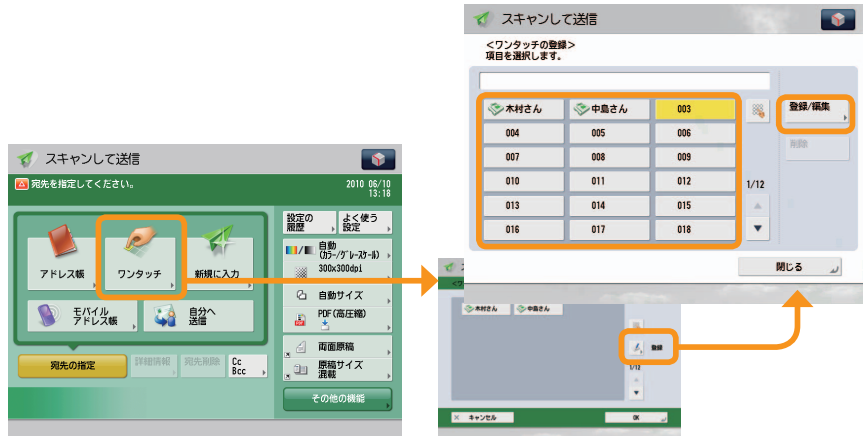 スキャンして送信
宛先を指定してください。
2010 06/10
13:18
アドレス帳
ワンタッチ
新規に入力
モバイル
アドレス帳
自分へ
送信
宛先の指定
詳細情報
宛先削除
Cc
Bcc
設定の
履歴
よく使う
設定
自動
(カラー/グレースケール)
300x300dpi
自動サイズ
PDF(高圧縮)
両面原稿
原稿サイズ
混載
その他の機能
木村さん
中島さん
登録
1/12
キャンセル
OK
スキャンして送信
<ワンタッチの登録>
項目を選択します。
木村さん
中島さん
003
004
005
006
007
008
009
010
011
012
013
014
015
016
017
018
登録/編集
削除
1/12
閉じる